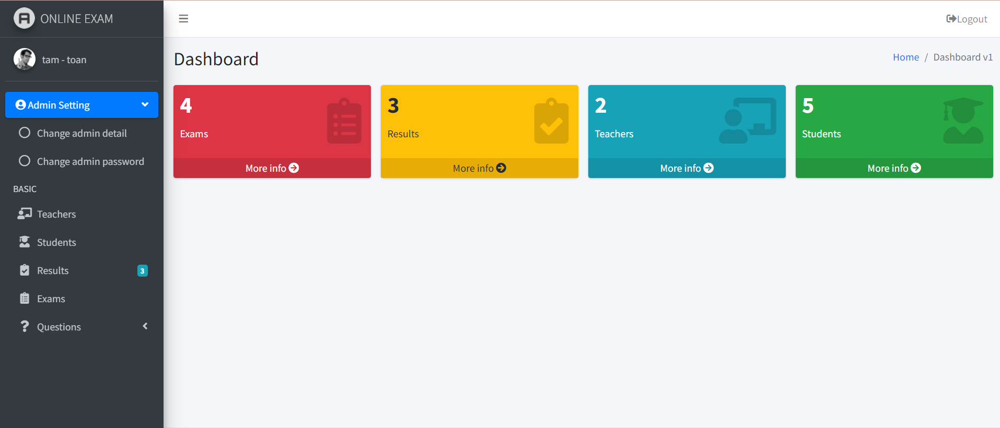 ONLINE EXAM
Logout
tam - toan
Dashboard
Home / Dashboard v1
Admin Setting
Change admin detail
Change admin password
BASIC
Teachers
Students
Results 3
Exams
Questions
4
Exams
More info
3
Results
More info
2
Teachers
More info
5
Students
More info